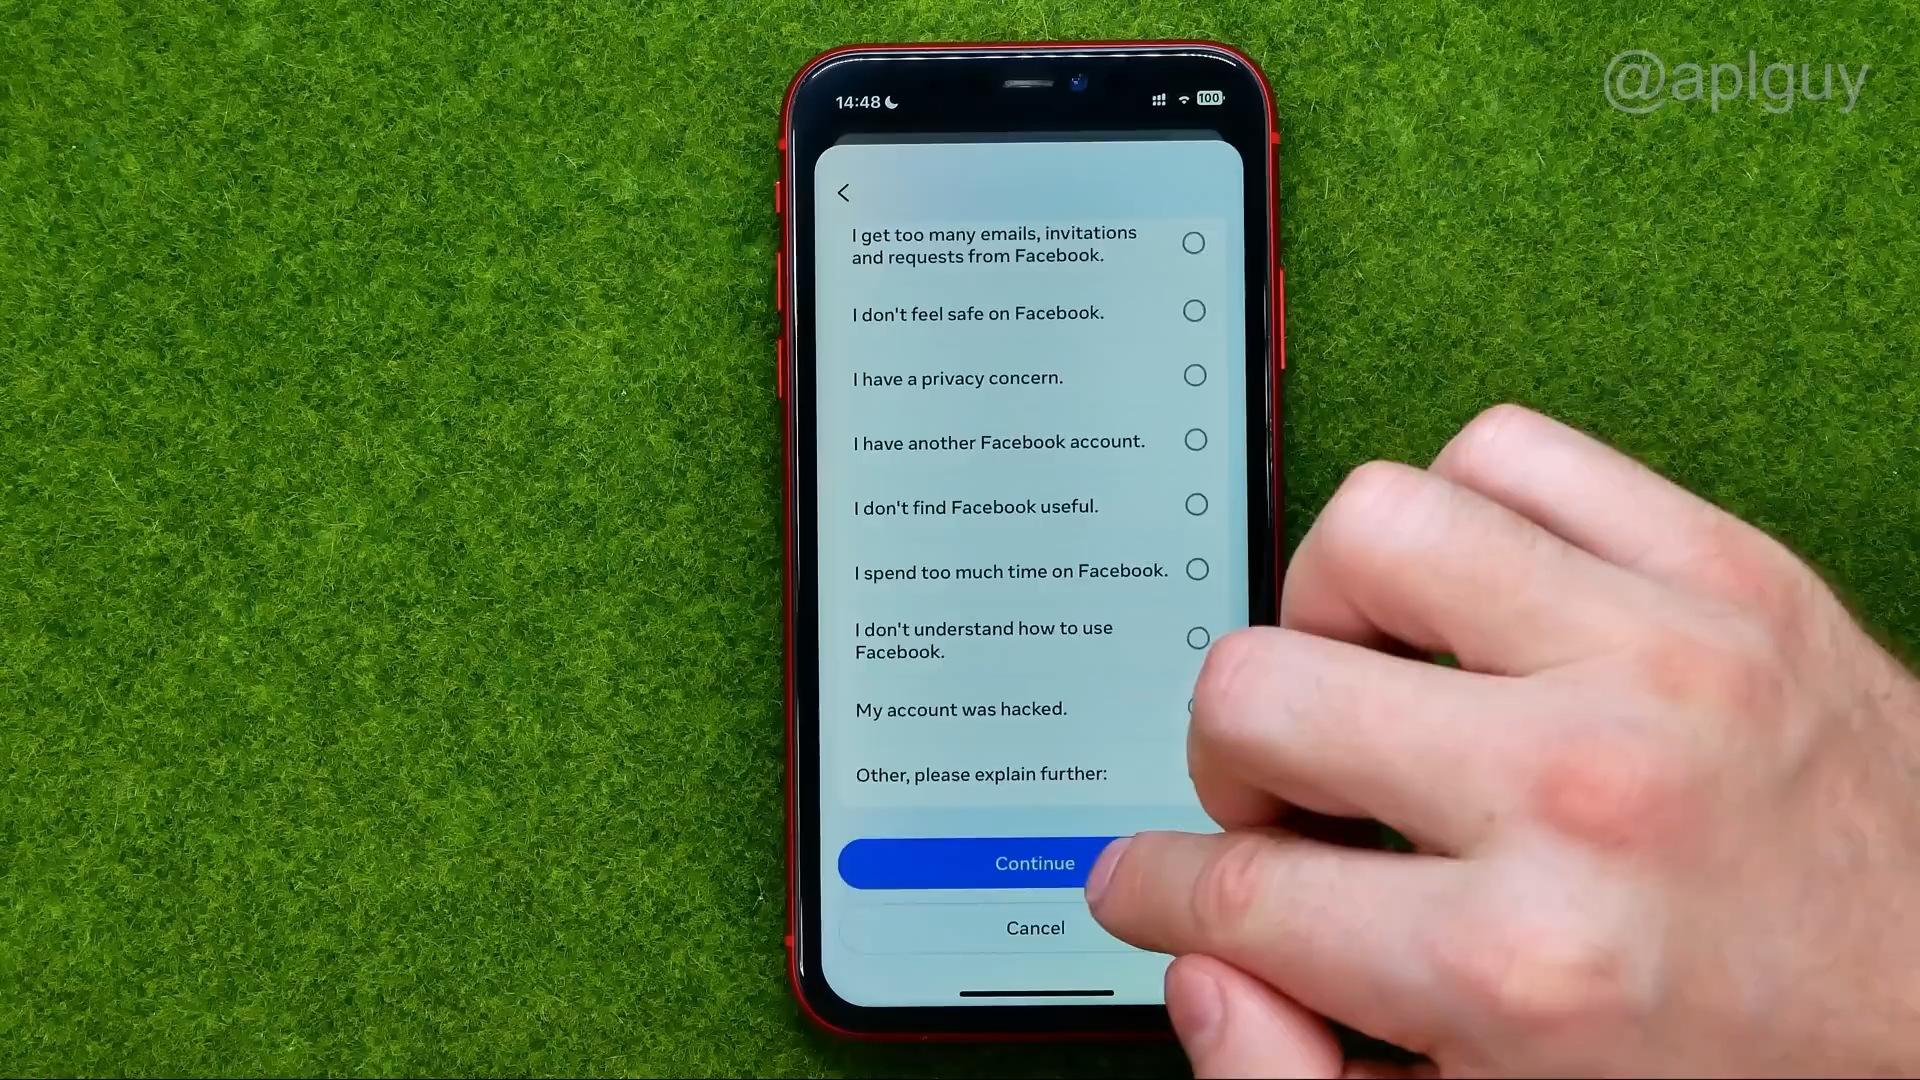 @aplguy
14:48
100
I get too many emails, invitations
and requests from Facebook.
I don't feel safe on Facebook.
I have a privacy concern.
I have another Facebook account.
I don't find Facebook useful.
I spend too much time on Facebook.
I don't understand how to use
Facebook.
My account was hacked.
Other, please explain further:
Continue
Cancel